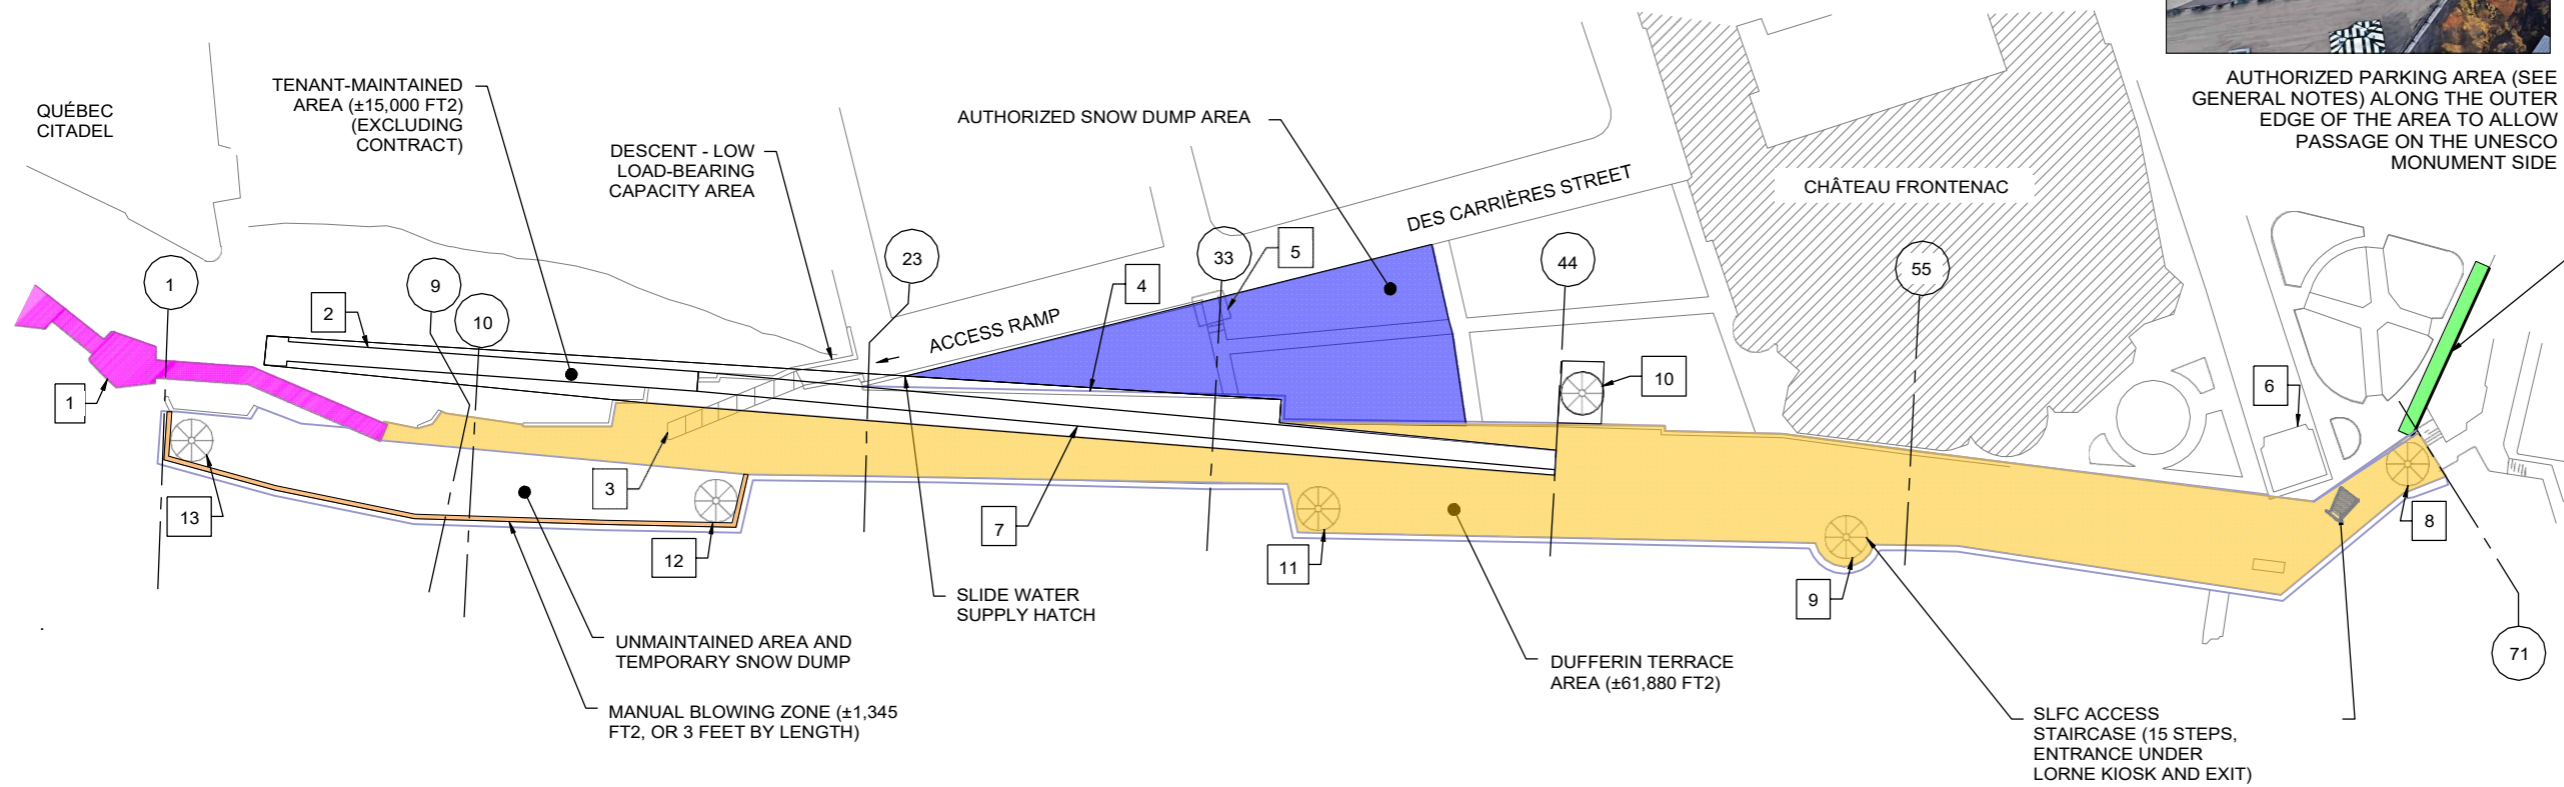 QUÉBEC
CITADEL
TENANT-MAINTAINED
AREA (±15,000 FT2)
(EXCLUDING
CONTRACT)
DESCENT - LOW
LOAD-BEARING
CAPACITY AREA
AUTHORIZED SNOW DUMP AREA
DES CARRIÈRES STREET
CHÂTEAU FRONTENAC
AUTHORIZED PARKING AREA (SEE
GENERAL NOTES) ALONG THE OUTER
EDGE OF THE AREA TO ALLOW
PASSAGE ON THE UNESCO
MONUMENT SIDE
ACCESS RAMP
1
9
10
23
33
44
55
71
1
2
3
4
5
6
7
8
9
10
11
12
13
SLIDE WATER
SUPPLY HATCH
UNMAINTAINED AREA AND
TEMPORARY SNOW DUMP
MANUAL BLOWING ZONE (±1,345
FT2, OR 3 FEET BY LENGTH)
DUFFERIN TERRACE
AREA (±61,880 FT2)
SLFC ACCESS
STAIRCASE (15 STEPS,
ENTRANCE UNDER
LORNE KIOSK AND EXIT)